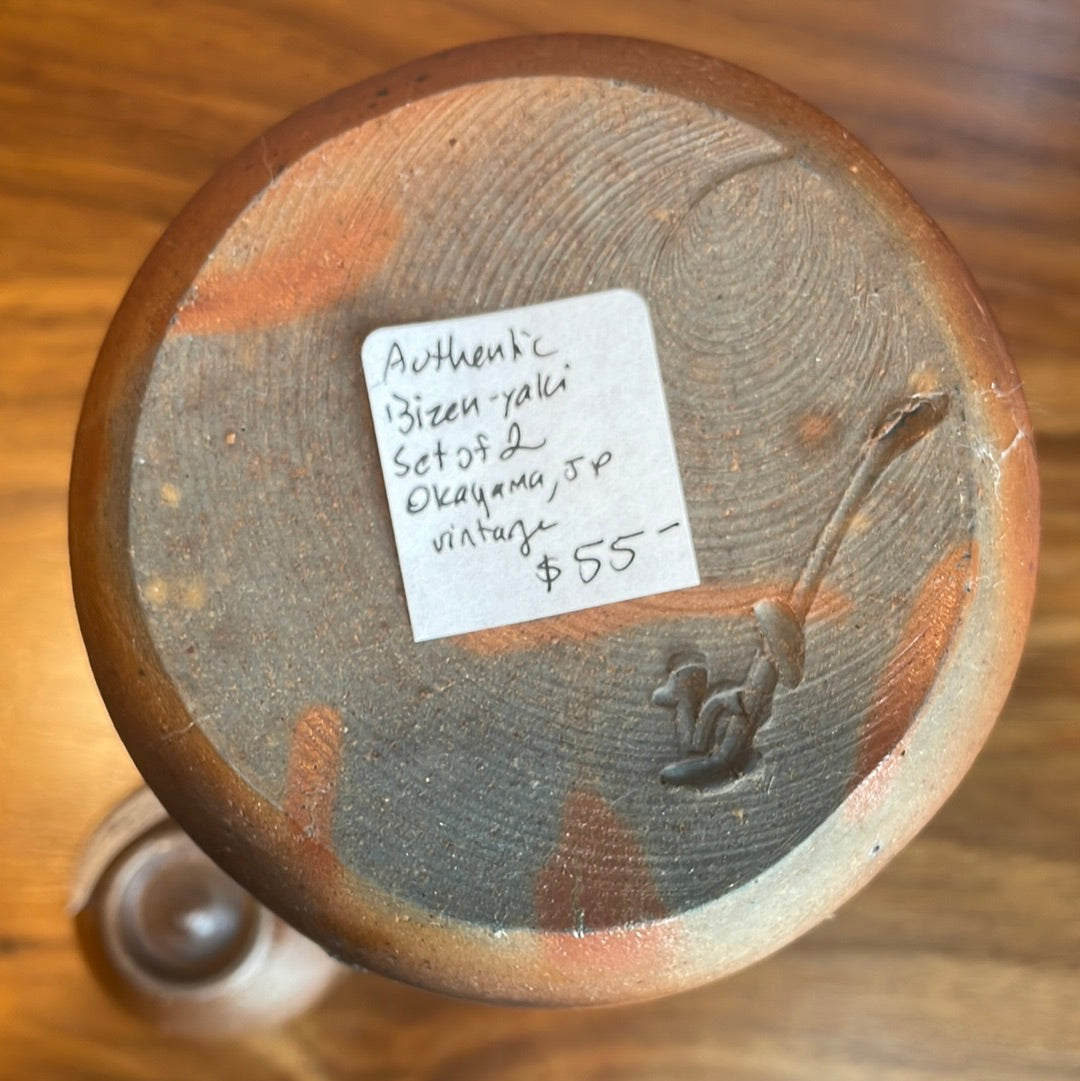 Authentic
Bizen-yaki
Set of 2
Okayama, JP
vintage
$55-